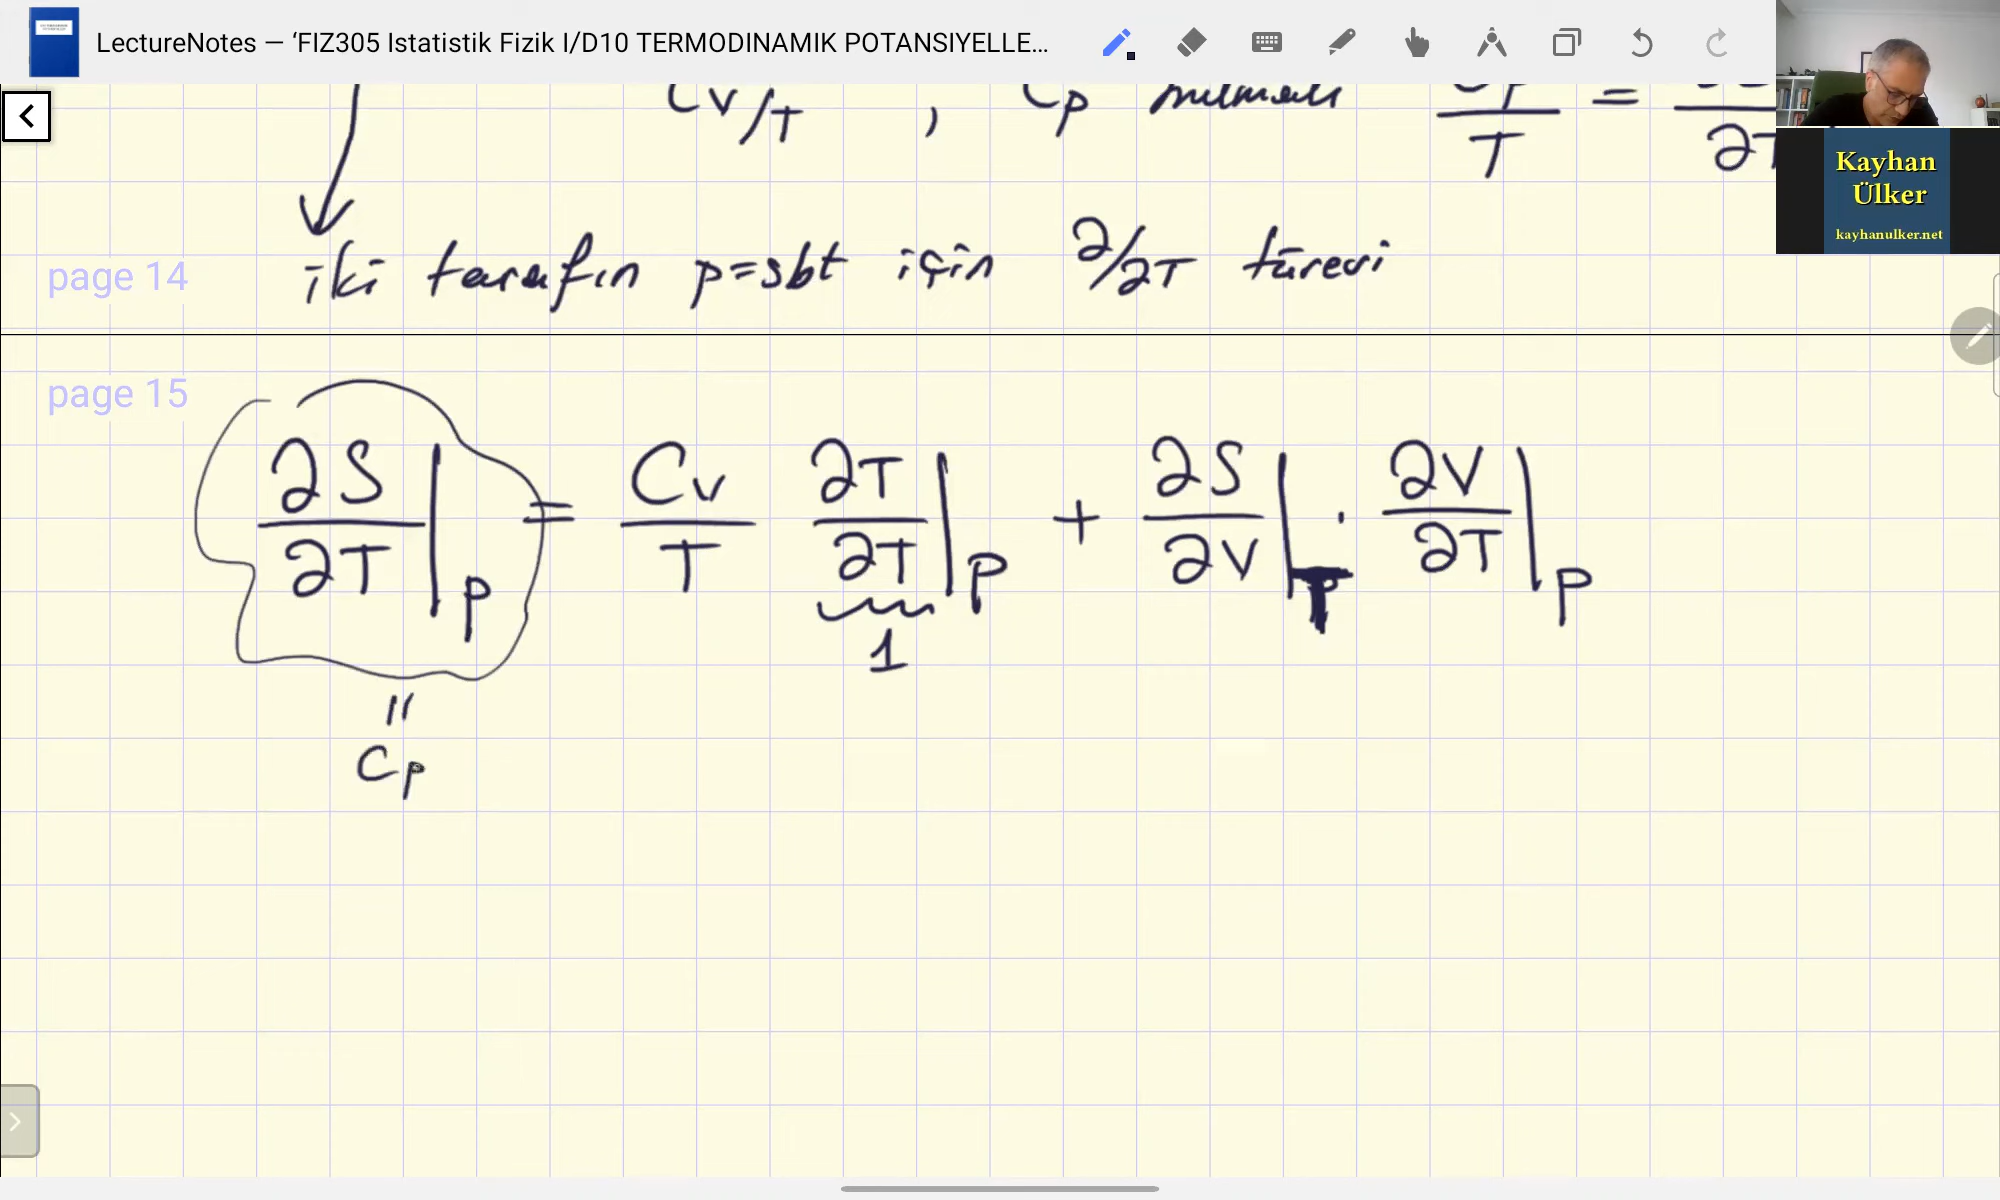 LectureNotes — ‘FIZ305 Istatistik Fizik I/D10 TERMODINAMIK POTANSIYELLE...
Kayhan
Ülker
kayhanulker.net
Cv/T , Cp T = ∂T
page 14
iki tarafın p=sbt için ∂/∂T türevi
page 15
∂S/∂T|p = Cv/T ∂T/∂T|p + ∂S/∂V|T · ∂V/∂T|p
1
=
Cp